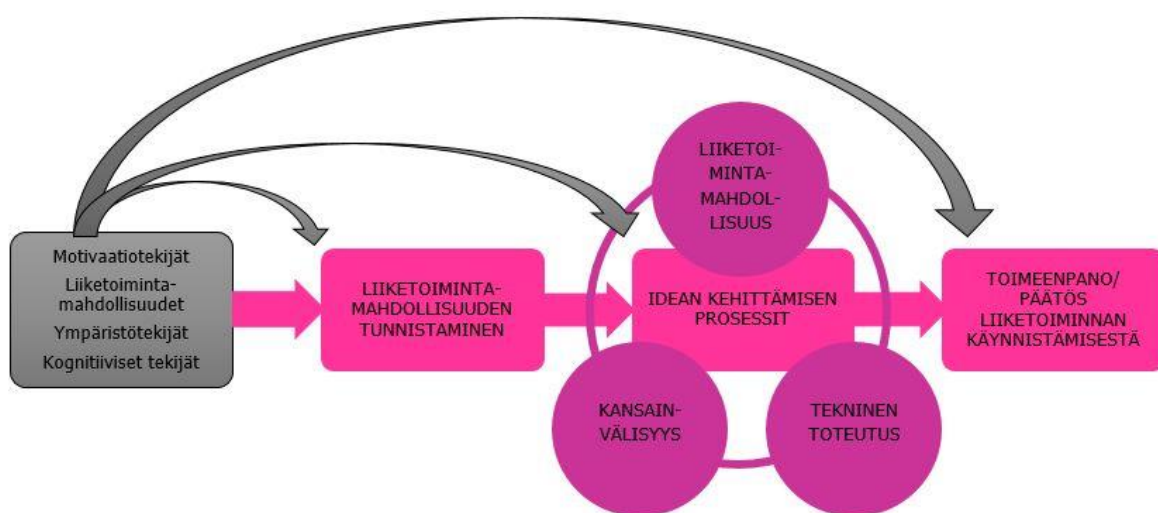 Motivaatiotekijät
Liiketoiminta-
mahdollisuudet
Ympäristötekijät
Kognitiiviset tekijät
LIIKETOIMINTA-
MAHDOLLISUUDEN
TUNNISTAMINEN
LIIKETOI-
MINTA-
MAHDOL-
LISUUS
IDEAN KEHITTÄMISEN
PROSESSIT
KANSAIN-
VÄLISYYS
TEKNINEN
TOTEUTUS
TOIMEENPANO/
PÄÄTÖS
LIIKETOIMINNAN
KÄYNNISTÄMISESTÄ